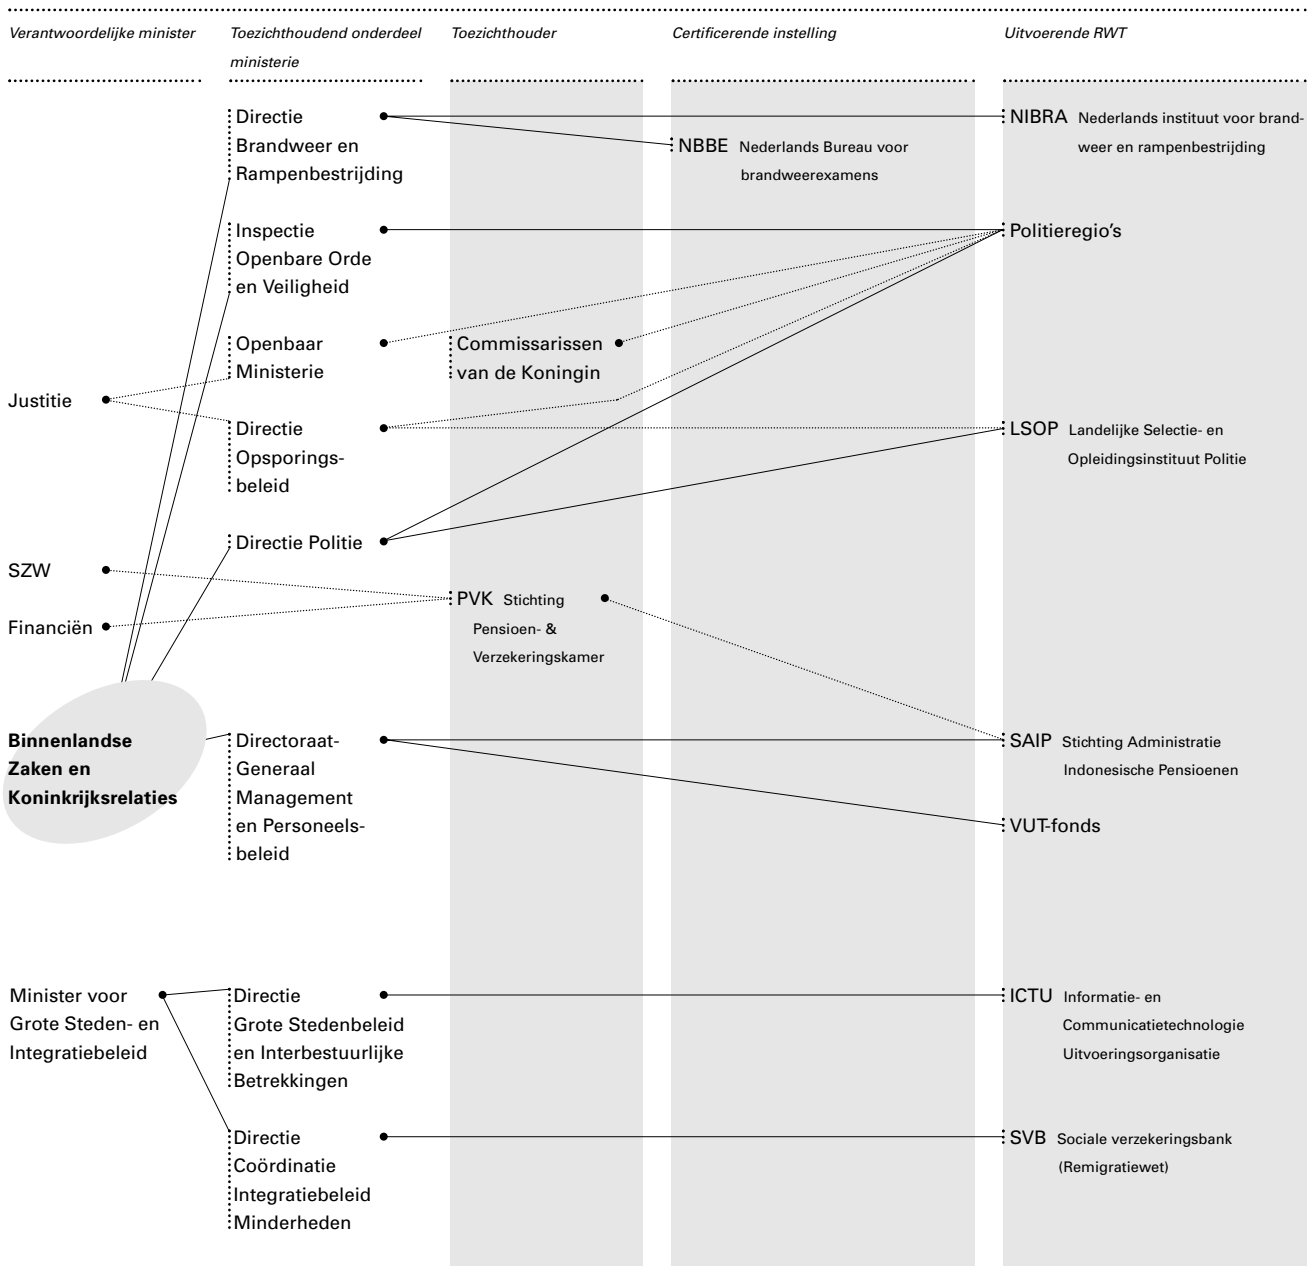 Verantwoordelijke minister
Toezichthoudend onderdeel
ministerie
Toezichthouder
Certificerende instelling
Uitvoerende RWT
Directie
Brandweer en
Rampenbestrijding
NBBE Nederlands Bureau voor
brandweerexamens
NIBRA Nederlands instituut voor brand-
weer en rampenbestrijding
Inspectie
Openbare Orde
en Veiligheid
Politieregio's
Openbaar
Ministerie
Commissarissen
van de Koningin
Justitie
Directie
Opsporings-
beleid
LSOP Landelijke Selectie- en
Opleidingsinstituut Politie
Directie Politie
SZW
Financiën
PVK Stichting
Pensioen- &
Verzekeringskamer
Binnenlandse
Zaken en
Koninkrijksrelaties
Directoraat-
Generaal
Management
en Personeels-
beleid
SAIP Stichting Administratie
Indonesische Pensioenen
VUT-fonds
Minister voor
Grote Steden- en
Integratiebeleid
Directie
Grote Stedenbeleid
en Interbestuurlijke
Betrekkingen
ICTU Informatie- en
Communicatietechnologie
Uitvoeringsorganisatie
Directie
Coördinatie
Integratiebeleid
Minderheden
SVB Sociale verzekeringsbank
(Remigratiewet)